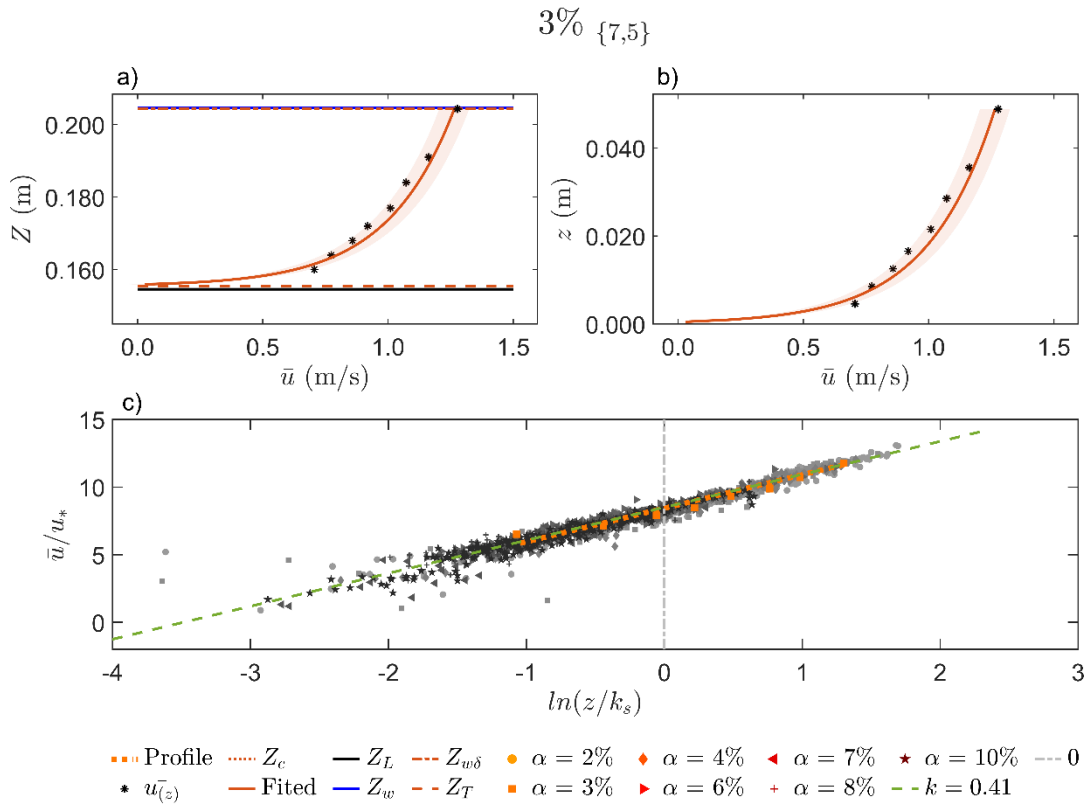 3% {7,5}
a)
b)
0.200
0.180
0.160
Z (m)
0.0
0.5
1.0
1.5
ū (m/s)
0.040
0.020
0.000
z (m)
0.0
0.5
1.0
1.5
ū (m/s)
c)
15
10
5
0
ū/u*
-4
-3
-2
-1
0
1
2
3
ln(z/ks)
Profile Zc ZL Zwδ α = 2% α = 4% α = 7% α = 10% 0
ū(z) Fited Zw ZT α = 3% α = 6% α = 8% k = 0.41